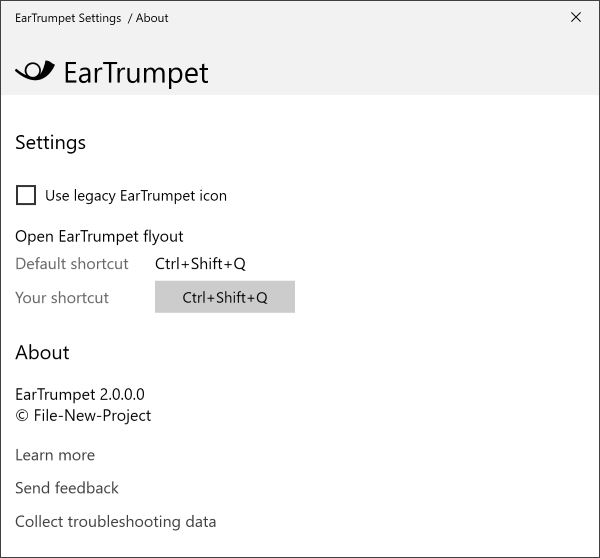 EarTrumpet Settings / About
EarTrumpet
Settings
Use legacy EarTrumpet icon
Open EarTrumpet flyout
Default shortcut Ctrl+Shift+Q
Your shortcut Ctrl+Shift+Q
About
EarTrumpet 2.0.0.0
© File-New-Project
Learn more
Send feedback
Collect troubleshooting data